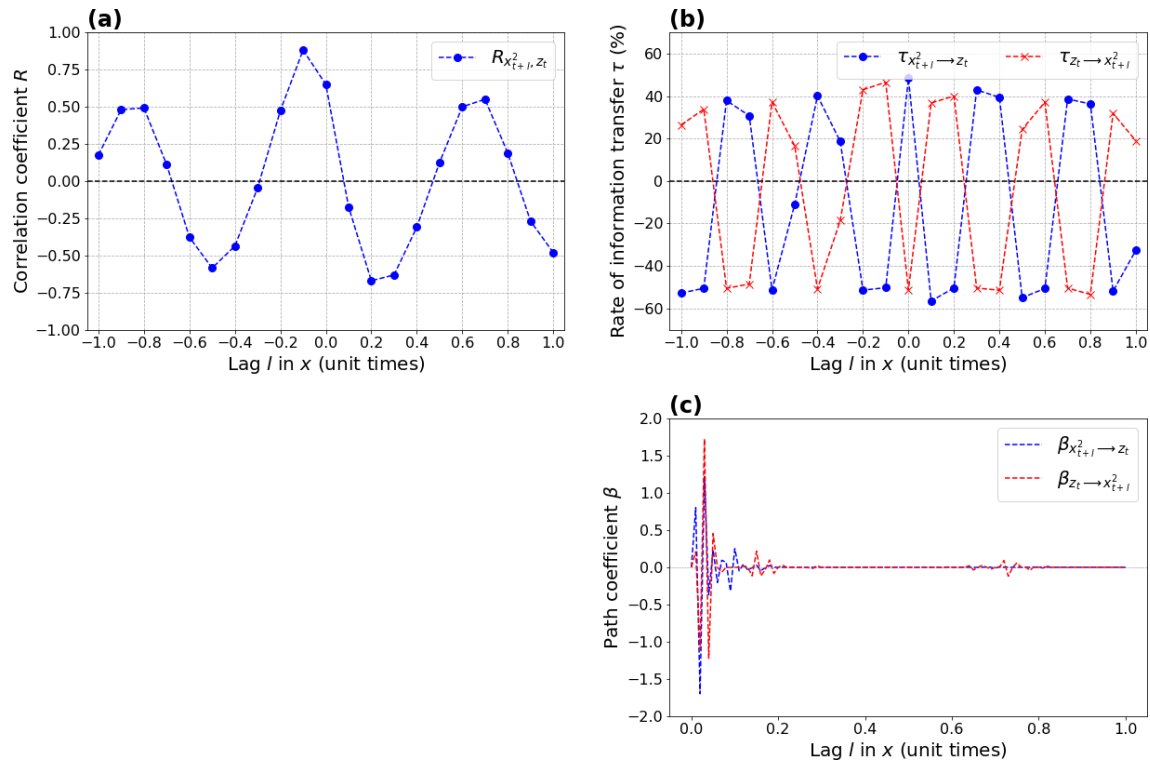 (a)
1.00
0.75
0.50
0.25
0.00
−0.25
−0.50
−0.75
−1.00
Correlation coefficient R
R_{x²_{t+l}, z_t}
−1.0 −0.8 −0.6 −0.4 −0.2 0.0 0.2 0.4 0.6 0.8 1.0
Lag l in x (unit times)
(b)
60
40
20
0
−20
−40
−60
Rate of information transfer τ (%)
τ_{x²_{t+l} ⟶ z_t} τ_{z_t ⟶ x²_{t+l}}
−1.0 −0.8 −0.6 −0.4 −0.2 0.0 0.2 0.4 0.6 0.8 1.0
Lag l in x (unit times)
(c)
2.0
1.5
1.0
0.5
0.0
−0.5
−1.0
−1.5
−2.0
Path coefficient β
β_{x²_{t+l} ⟶ z_t}
β_{z_t ⟶ x²_{t+l}}
0.0 0.2 0.4 0.6 0.8 1.0
Lag l in x (unit times)